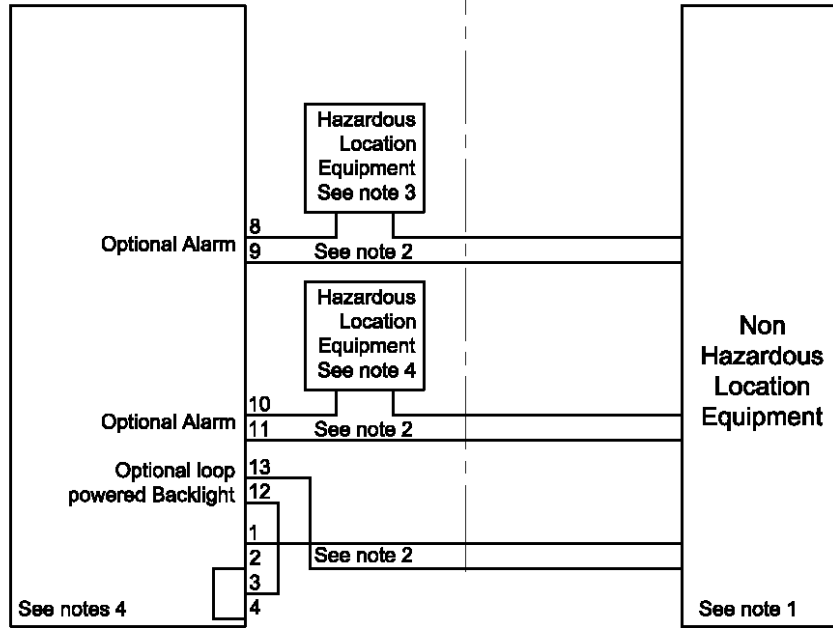 Hazardous
Location
Equipment
See note 3
8
Optional Alarm
9
See note 2
Hazardous
Location
Equipment
See note 4
Non
Hazardous
Location
Equipment
10
Optional Alarm
11
See note 2
Optional loop
powered Backlight
13
12
1
2
See note 2
3
4
See notes 4
See note 1